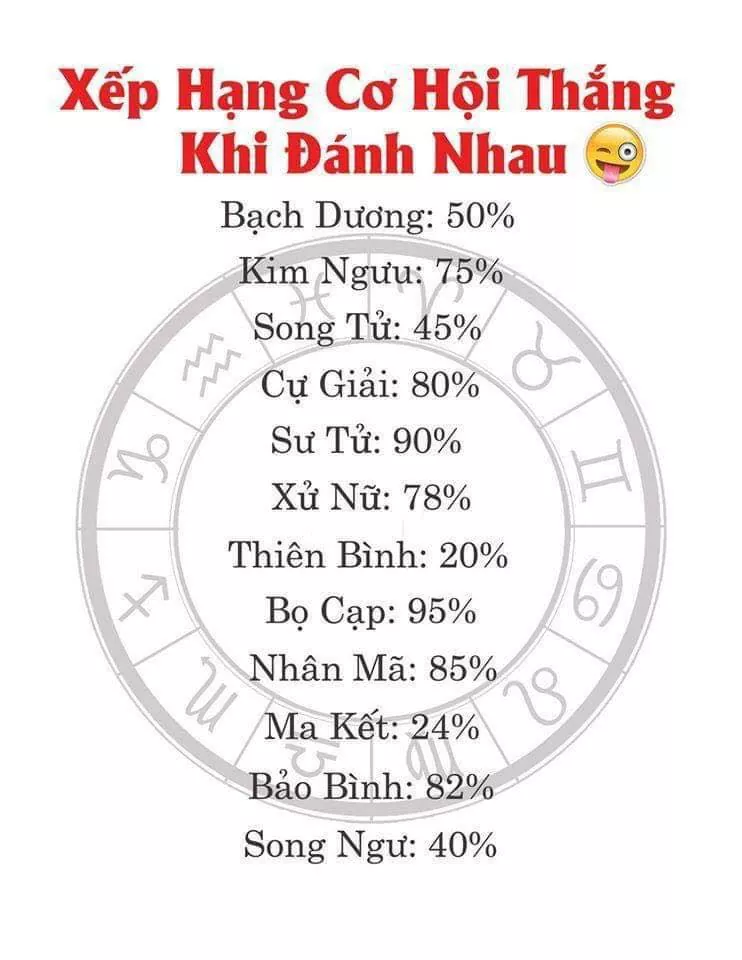 Xếp Hạng Cơ Hội Thắng
Khi Đánh Nhau
Bạch Dương: 50%
Kim Ngưu: 75%
Song Tử: 45%
Cự Giải: 80%
Sư Tử: 90%
Xử Nữ: 78%
Thiên Bình: 20%
Bọ Cạp: 95%
Nhân Mã: 85%
Ma Kết: 24%
Bảo Bình: 82%
Song Ngư: 40%